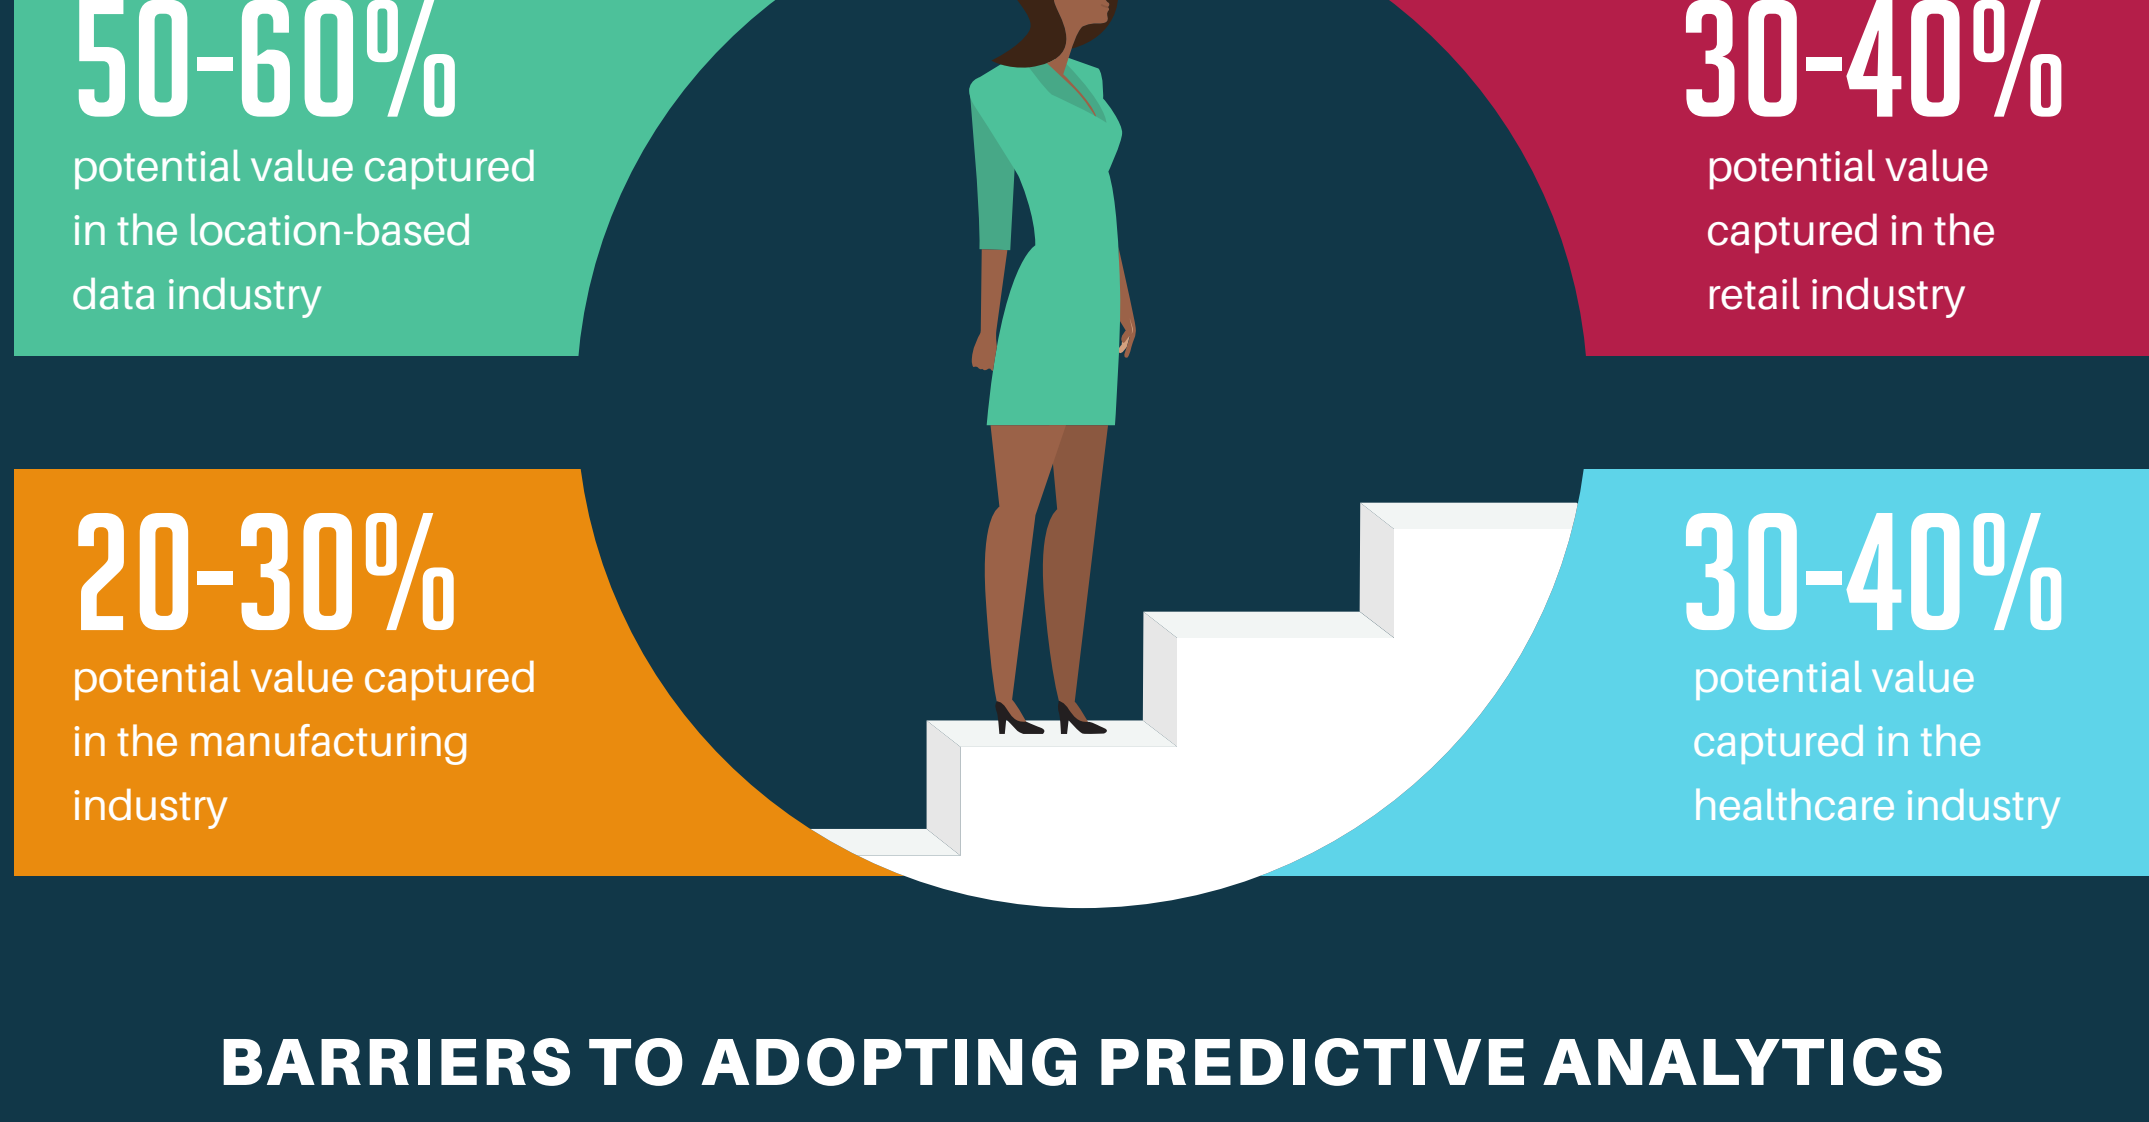 50-60%
potential value captured
in the location-based
data industry
30-40%
potential value
captured in the
retail industry
20-30%
potential value captured
in the manufacturing
industry
30-40%
potential value
captured in the
healthcare industry
BARRIERS TO ADOPTING PREDICTIVE ANALYTICS